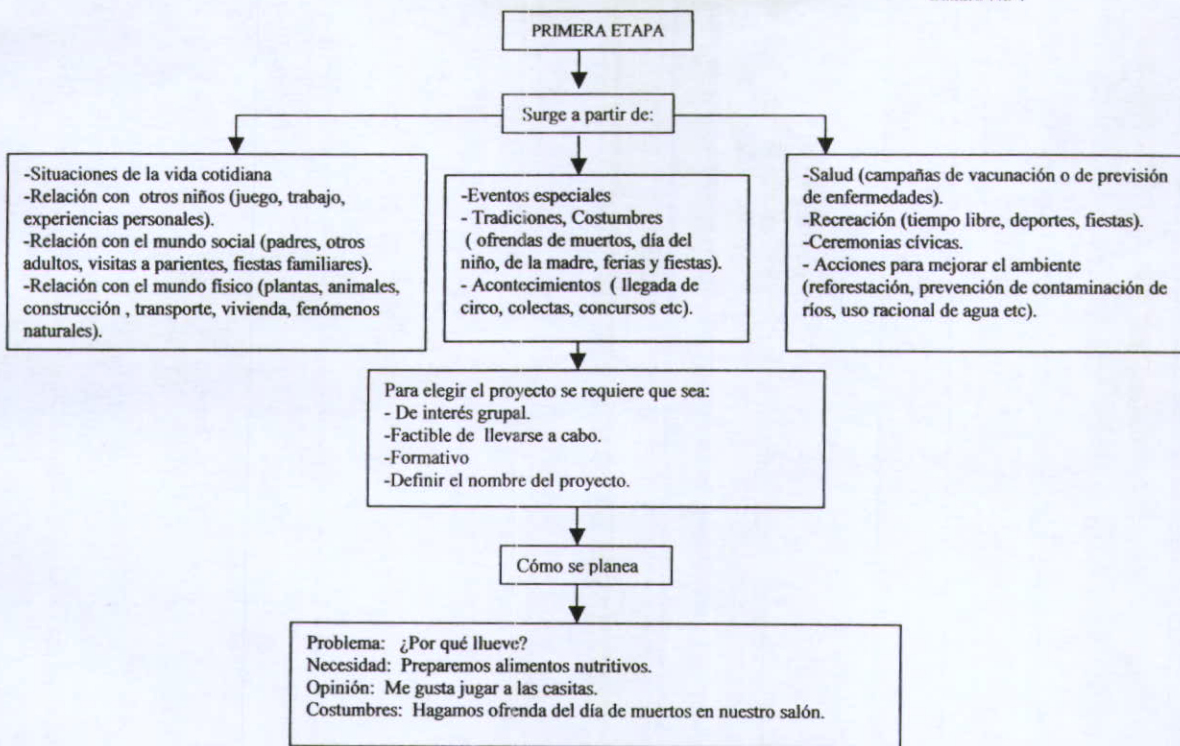 PRIMERA ETAPA
Surge a partir de:
-Situaciones de la vida cotidiana
-Relación con otros niños (juego, trabajo,
experiencias personales).
-Relación con el mundo social (padres, otros
adultos, visitas a parientes, fiestas familiares).
-Relación con el mundo físico (plantas, animales,
construcción , transporte, vivienda, fenómenos
naturales).
-Eventos especiales
- Tradiciones, Costumbres
( ofrendas de muertos, día del
niño, de la madre, ferias y fiestas).
- Acontecimientos ( llegada de
circo, colectas, concursos etc).
-Salud (campañas de vacunación o de previsión
de enfermedades).
-Recreación (tiempo libre, deportes, fiestas).
-Ceremonias cívicas.
- Acciones para mejorar el ambiente
(reforestación, prevención de contaminación de
ríos, uso racional de agua etc).
Para elegir el proyecto se requiere que sea:
- De interés grupal.
-Factible de llevarse a cabo.
-Formativo
-Definir el nombre del proyecto.
Cómo se planea
Problema: ¿Por qué llueve?
Necesidad: Preparemos alimentos nutritivos.
Opinión: Me gusta jugar a las casitas.
Costumbres: Hagamos ofrenda del día de muertos en nuestro salón.